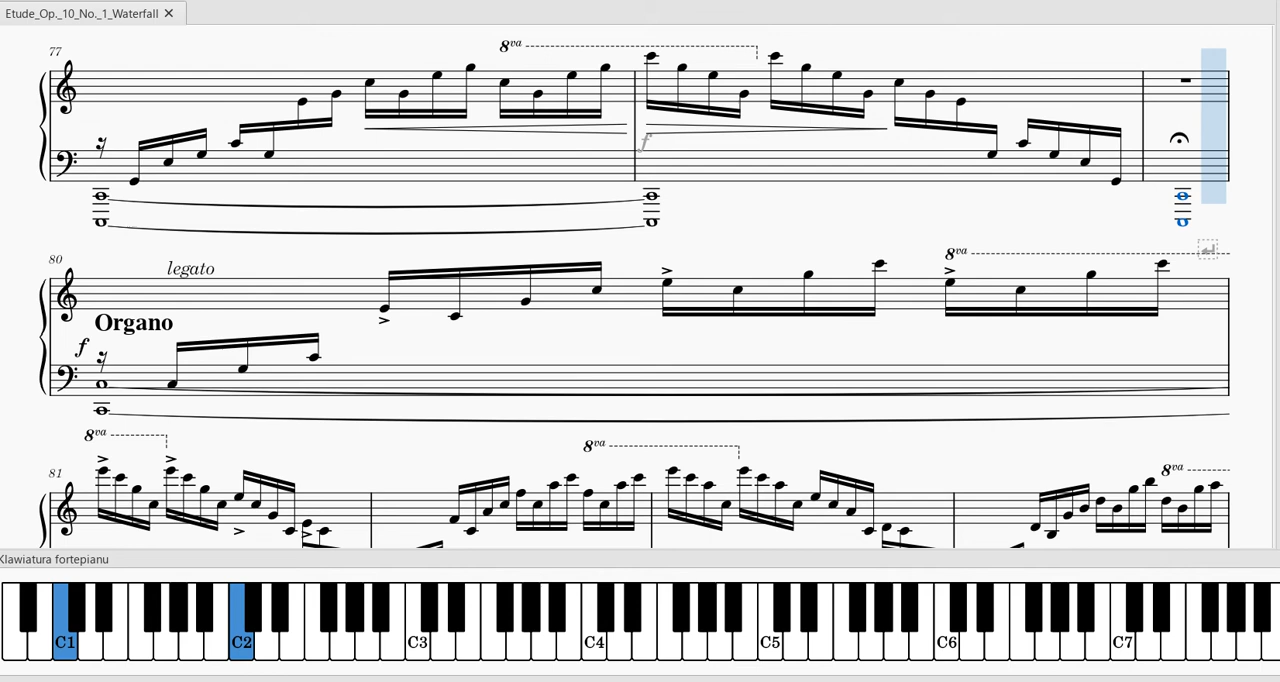 Etude_Op._10_No._1_Waterfall ✕
77
8va
f
80
legato
8va
Organo
f
8va
8va
81
8va
Klawiatura fortepianu
C1 C2 C3 C4 C5 C6 C7